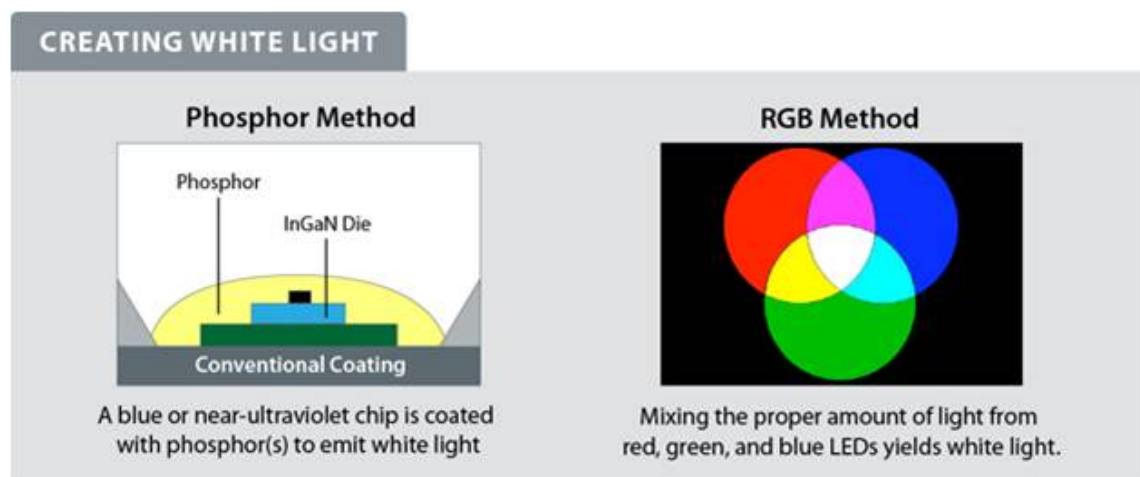 CREATING WHITE LIGHT
Phosphor Method
Phosphor
InGaN Die
Conventional Coating
A blue or near-ultraviolet chip is coated
with phosphor(s) to emit white light
RGB Method
Mixing the proper amount of light from
red, green, and blue LEDs yields white light.